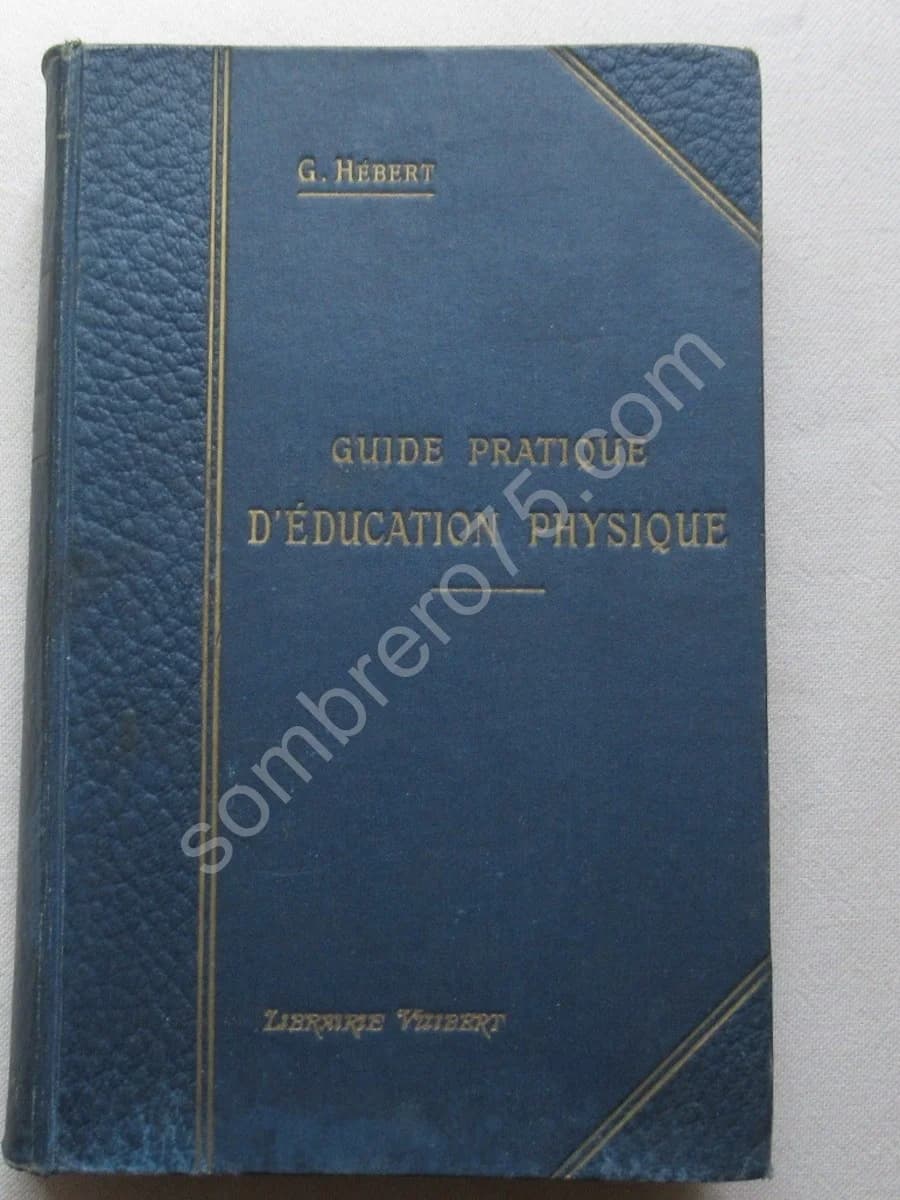 G. HÉBERT
GUIDE PRATIQUE
D'ÉDUCATION PHYSIQUE
sombrero75.com
LIBRAIRIE VUIBERT